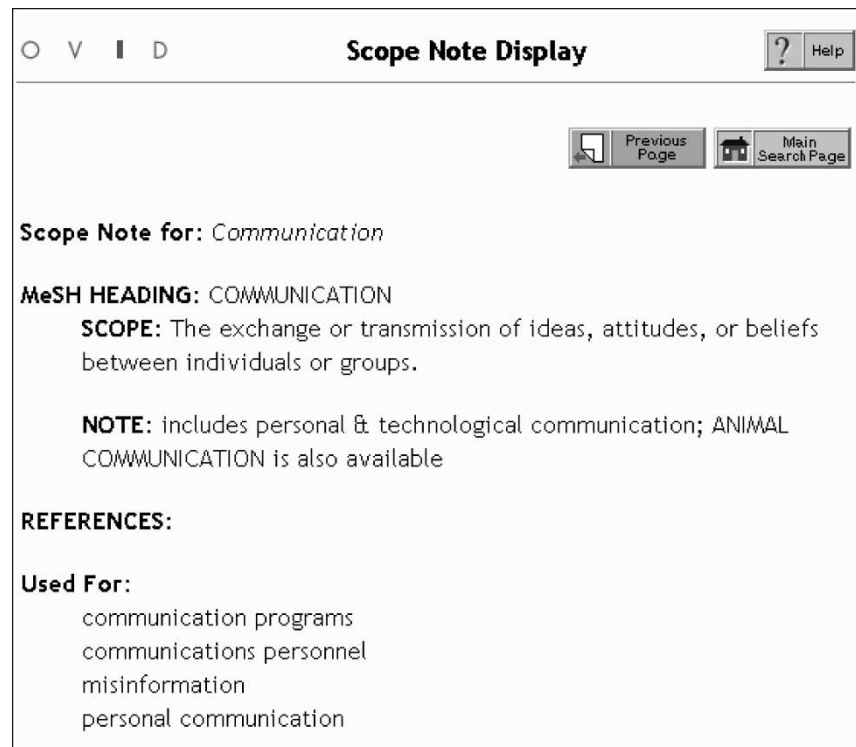 O V I D Scope Note Display ? Help
Previous Page Main Search Page
Scope Note for: Communication
MeSH HEADING: COMMUNICATION
SCOPE: The exchange or transmission of ideas, attitudes, or beliefs
between individuals or groups.
NOTE: includes personal & technological communication; ANIMAL
COMMUNICATION is also available
REFERENCES:
Used For:
communication programs
communications personnel
misinformation
personal communication